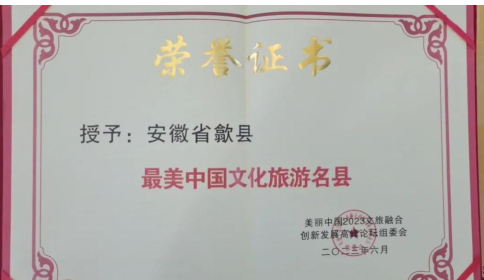 荣誉证书
授予：安徽省歙县
最美中国文化旅游名县
美丽中国2023文旅融合
创新发展高峰论坛组委会
二〇二三年六月